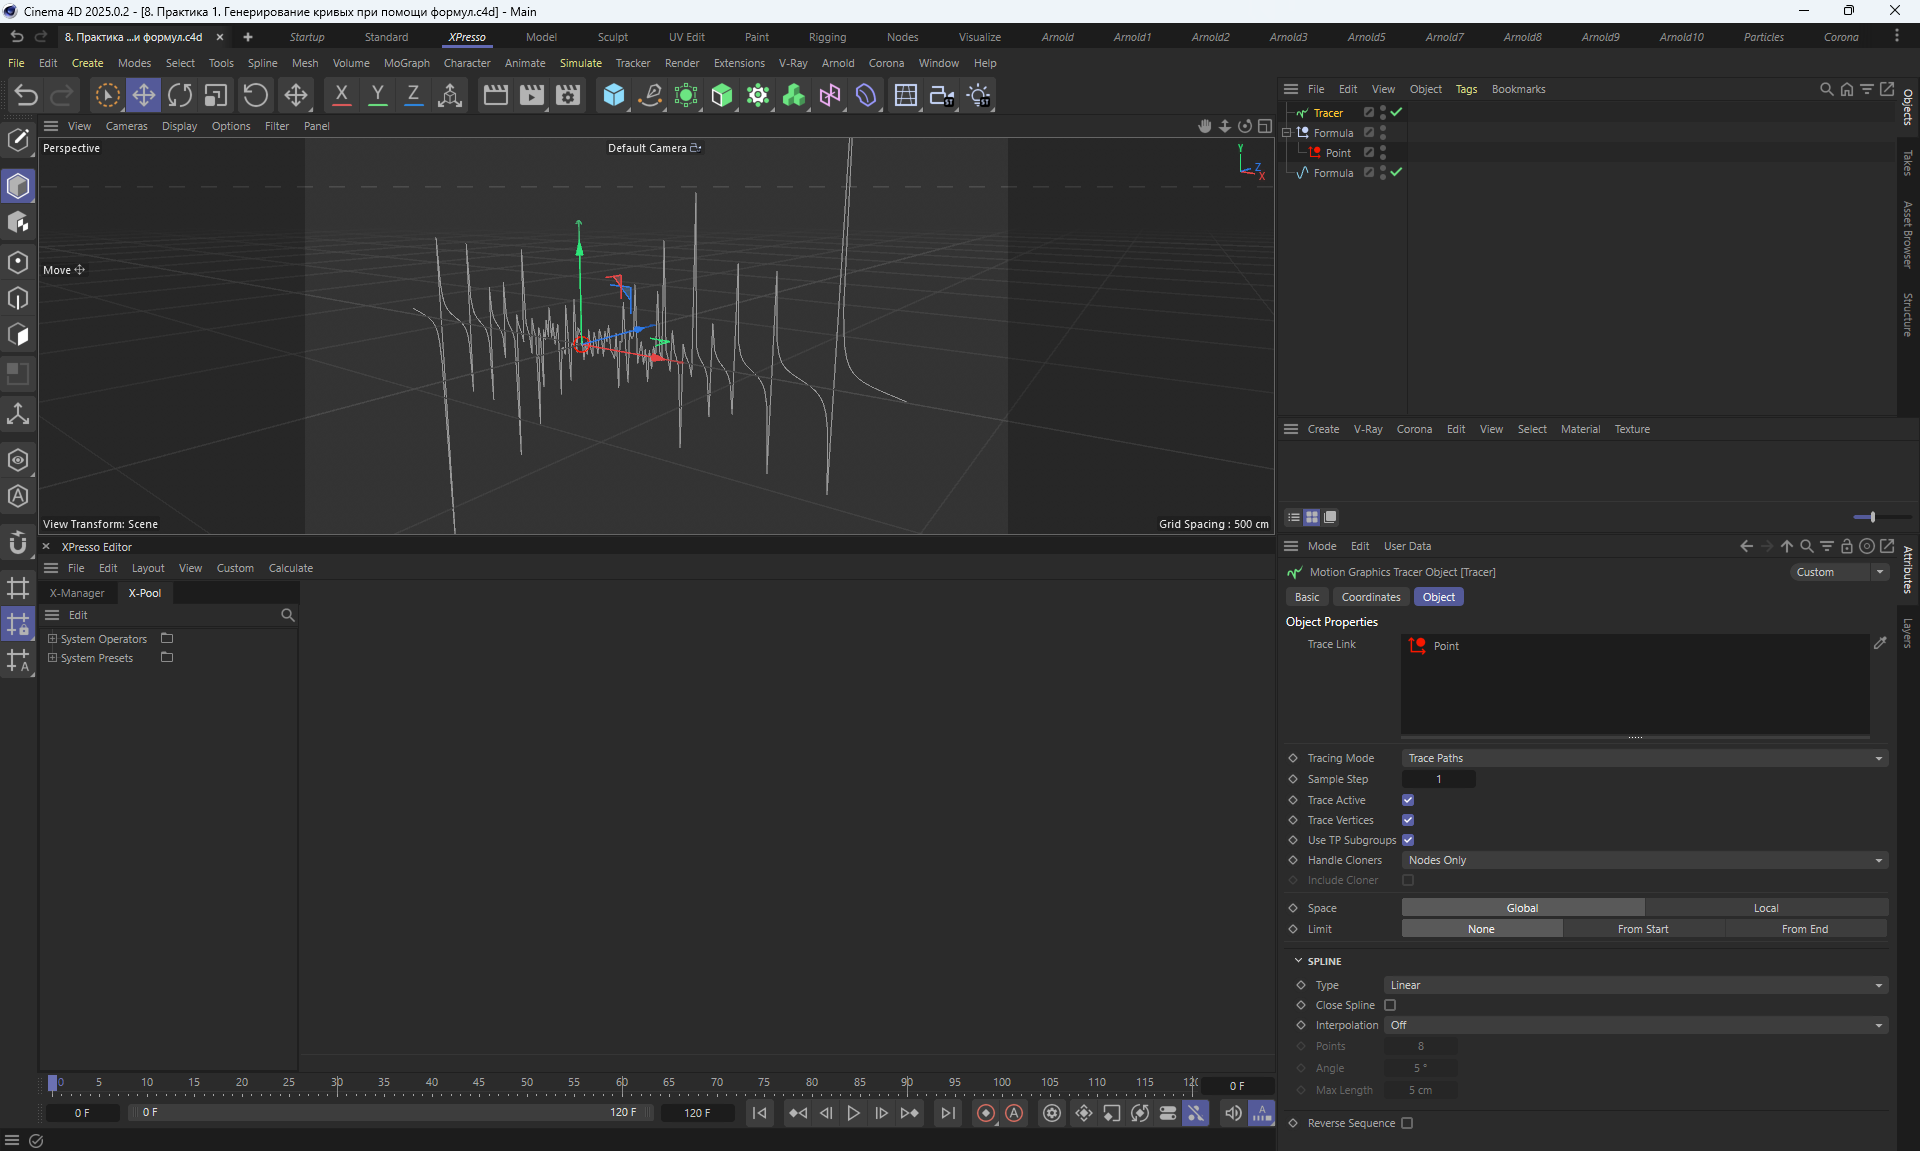 Cinema 4D 2025.0.2 - [8. Практика 1. Генерирование кривых при помощи формул.c4d] - Main
8. Практика ...и формул.c4d × + Startup Standard XPresso Model Sculpt UV Edit Paint Rigging Nodes Visualize Arnold Arnold1 Arnold2 Arnold3 Arnold5 Arnold7 Arnold8 Arnold9 Arnold10 Particles Corona
File Edit Create Modes Select Tools Spline Mesh Volume MoGraph Character Animate Simulate Tracker Render Extensions V-Ray Arnold Corona Window Help
X Y Z ST ST
View Cameras Display Options Filter Panel
Perspective
Default Camera
Y
Z
X
Move
View Transform: Scene
Grid Spacing : 500 cm
File Edit View Object Tags Bookmarks
Tracer
Formula
Point
Formula
Objects
Takes
Asset Browser
Structure
Create V-Ray Corona Edit View Select Material Texture
XPresso Editor
File Edit Layout View Custom Calculate
X-Manager X-Pool
Edit
System Operators
System Presets
Mode Edit User Data
Motion Graphics Tracer Object [Tracer]
Custom
Basic Coordinates Object
Object Properties
Trace Link
Point
Tracing Mode Trace Paths
Sample Step 1
Trace Active
Trace Vertices
Use TP Subgroups
Handle Cloners Nodes Only
Include Cloner
Space Global Local
Limit None From Start From End
SPLINE
Type Linear
Close Spline
Interpolation Off
Points 8
Angle 5 °
Max Length 5 cm
Reverse Sequence
Attributes
Layers
0 5 10 15 20 25 30 35 40 45 50 55 60 65 70 75 80 85 90 95 100 105 110 115 120 0 F
0 F 0 F 120 F 120 F